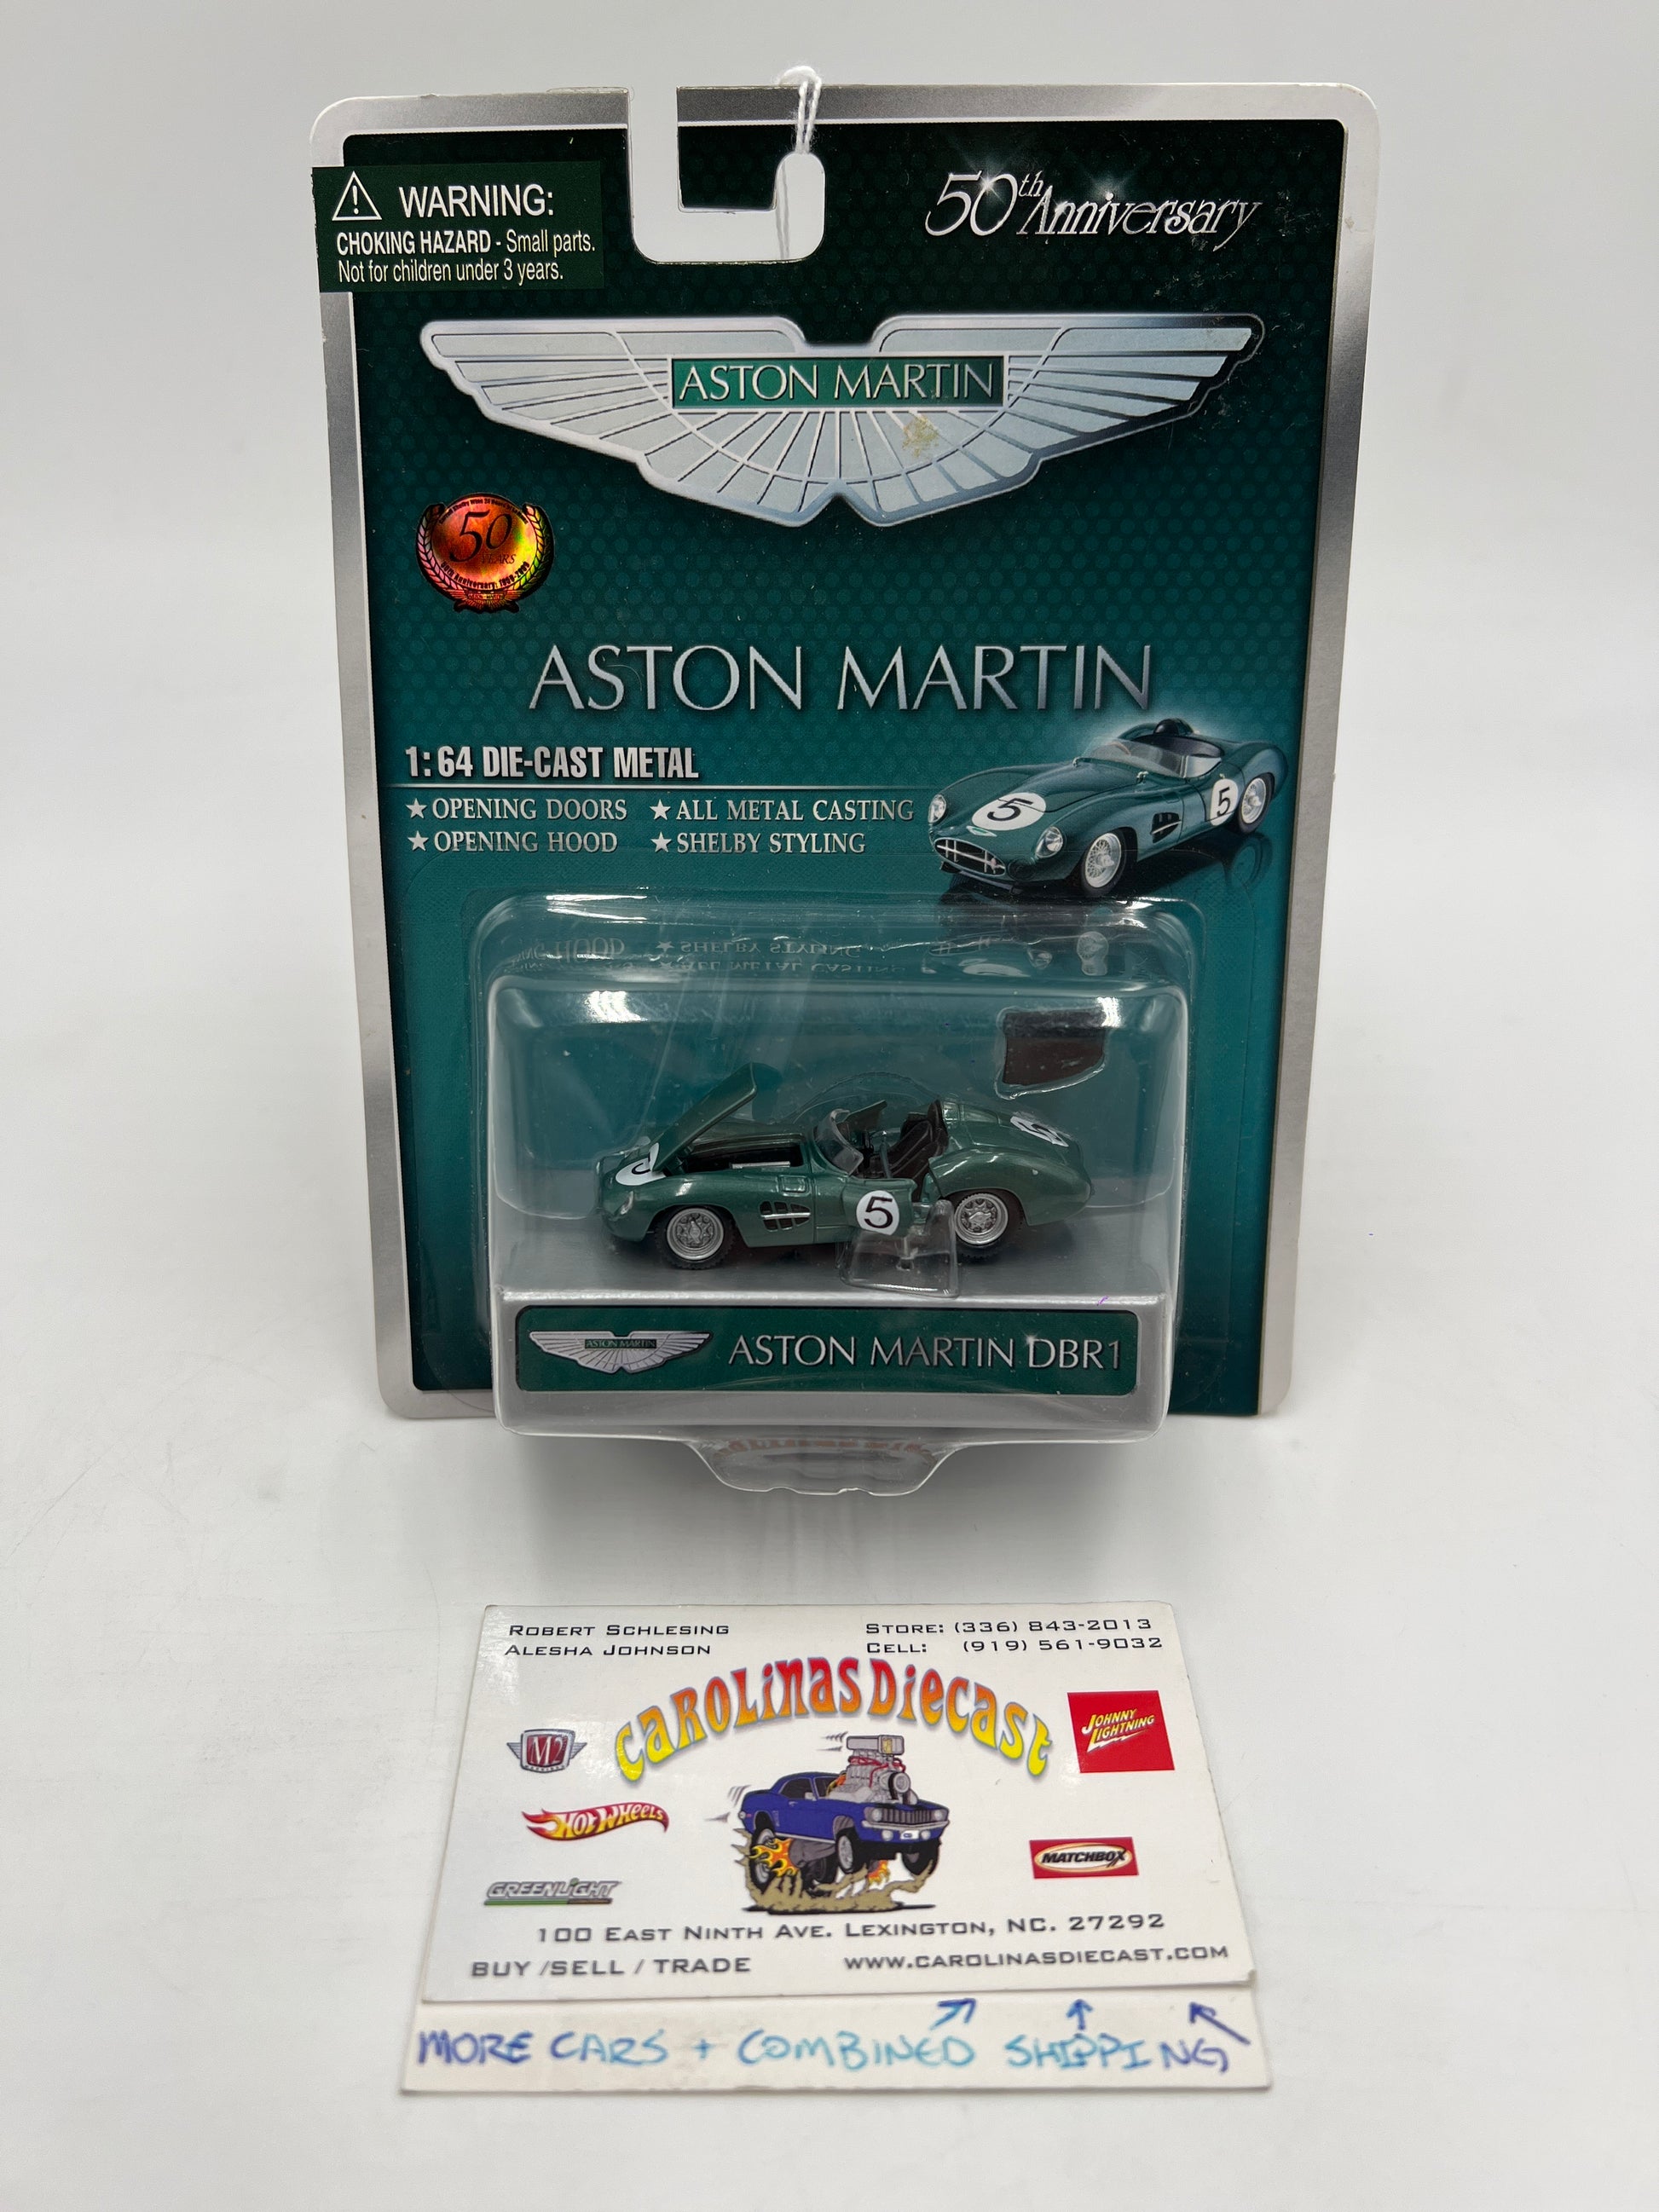 WARNING:
CHOKING HAZARD - Small parts.
Not for children under 3 years.
50th Anniversary
ASTON MARTIN
50
YEARS
ASTON MARTIN
1:64 DIE-CAST METAL
★ OPENING DOORS ★ ALL METAL CASTING
★ OPENING HOOD ★ SHELBY STYLING
5
5
5
ASTON MARTIN
ASTON MARTIN DBR1
ROBERT SCHLESING
ALESHA JOHNSON
STORE: (336) 843-2013
CELL: (919) 561-9032
CAROLINAS DIECAST
M2
JOHNNY LIGHTNING
HOT WHEELS
MATCHBOX
GREENLIGHT
100 EAST NINTH AVE. LEXINGTON, NC. 27292
BUY /SELL / TRADE WWW.CAROLINASDIECAST.COM
MORE CARS + COMBINED SHIPPING